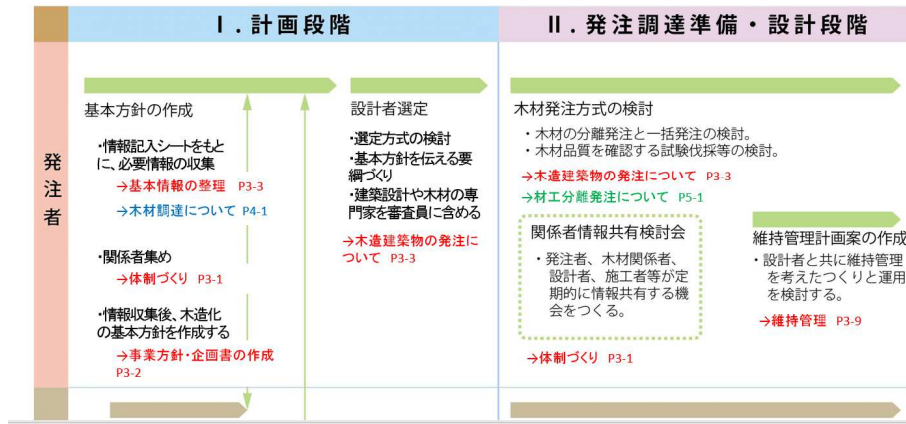 Ⅰ.計画段階
Ⅱ.発注調達準備・設計段階
発注者
基本方針の作成
・情報記入シートをもと
に、必要情報の収集
→基本情報の整理 P3-3
→木材調達について P4-1
・関係者集め
→体制づくり P3-1
・情報収集後、木造化
の基本方針を作成する
→事業方針・企画書の作成
P3-2
設計者選定
・選定方式の検討
・基本方針を伝える要
綱づくり
・建築設計や木材の専
門家を審査員に含める
→木造建築物の発注に
ついて P3-3
木材発注方式の検討
・木材の分離発注と一括発注の検討。
・木材品質を確認する試験伐採等の検討。
→木造建築物の発注について P3-3
→材工分離発注について P5-1
関係者情報共有検討会
・発注者、木材関係者、
設計者、施工者等が定
期的に情報共有する機
会をつくる。
→体制づくり P3-1
維持管理計画案の作成
・設計者と共に維持管理
を考えたつくりと運用
を検討する。
→維持管理 P3-9